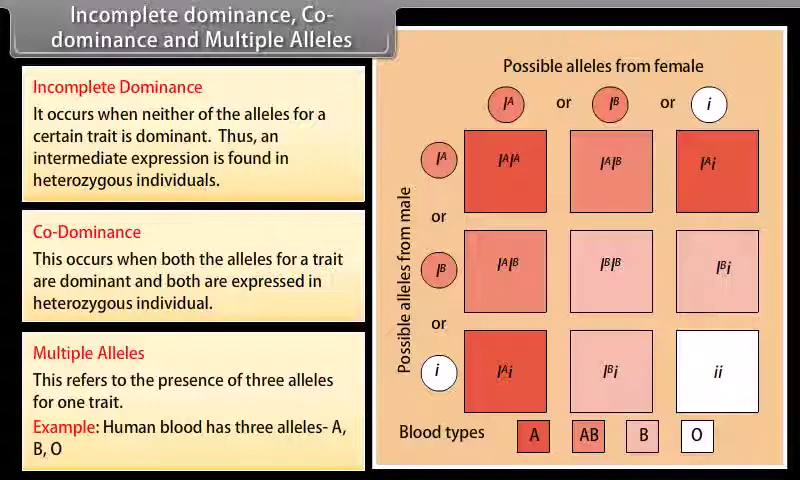 Incomplete dominance, Co-
dominance and Multiple Alleles
Incomplete Dominance
It occurs when neither of the alleles for a
certain trait is dominant. Thus, an
intermediate expression is found in
heterozygous individuals.
Co-Dominance
This occurs when both the alleles for a trait
are dominant and both are expressed in
heterozygous individual.
Multiple Alleles
This refers to the presence of three alleles
for one trait.
Example: Human blood has three alleles- A,
B, O
Possible alleles from female
Iᴬ or Iᴮ or i
Possible alleles from male
Iᴬ IᴬIᴬ IᴬIᴮ Iᴬi
or
Iᴮ IᴬIᴮ IᴮIᴮ Iᴮi
or
i Iᴬi Iᴮi ii
Blood types A AB B O